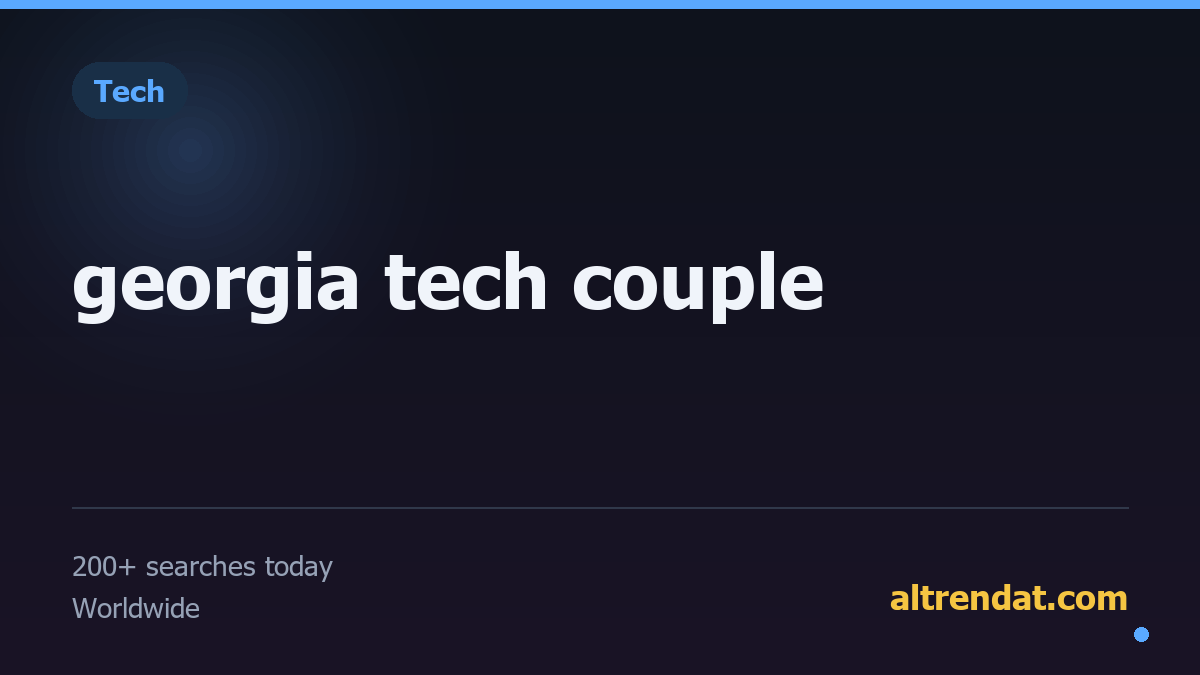 Tech
georgia tech couple
200+ searches today
Worldwide
altrendat.com